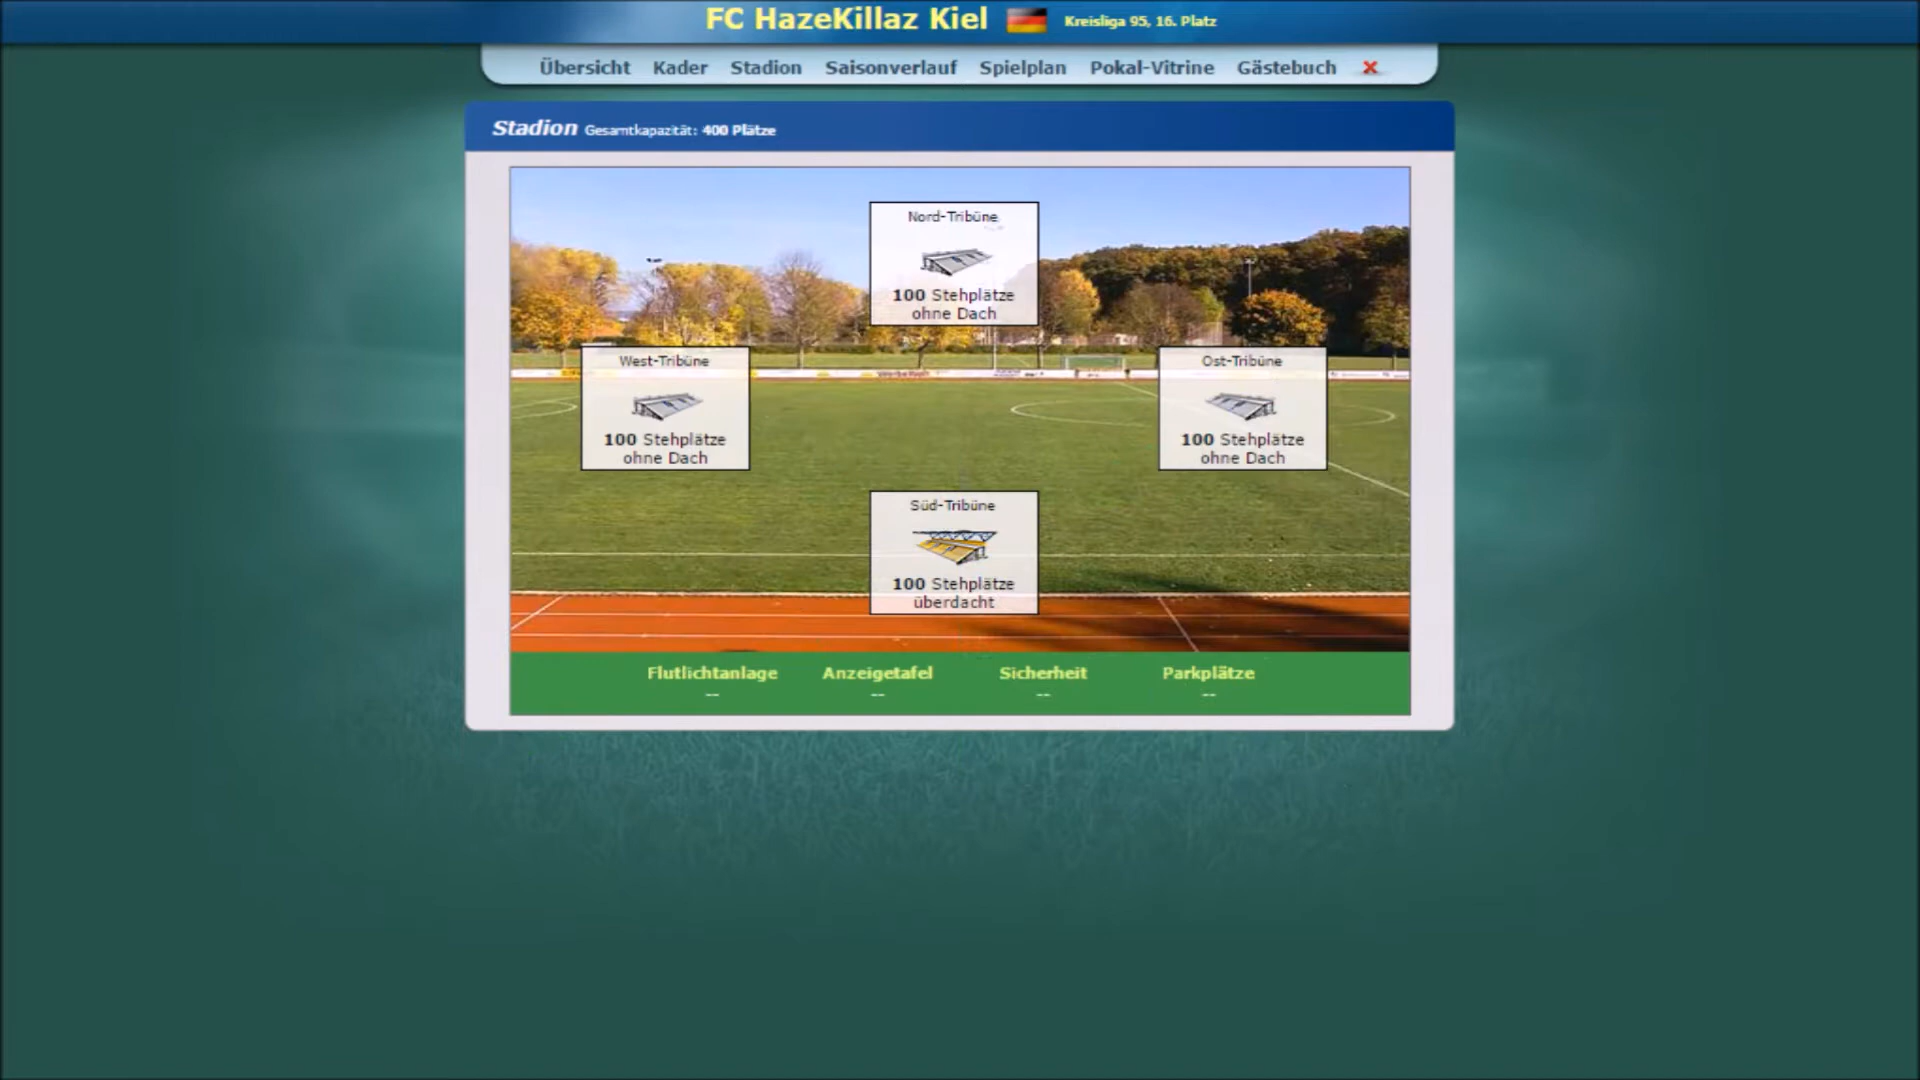 FC HazeKillaz Kiel Kreisliga 95, 16. Platz
Übersicht Kader Stadion Saisonverlauf Spielplan Pokal-Vitrine Gästebuch
Stadion Gesamtkapazität: 400 Plätze
Nord-Tribüne
100 Stehplätze
ohne Dach
West-Tribüne
100 Stehplätze
ohne Dach
Ost-Tribüne
100 Stehplätze
ohne Dach
Süd-Tribüne
100 Stehplätze
überdacht
Flutlichtanlage Anzeigetafel Sicherheit Parkplätze
-- -- -- --